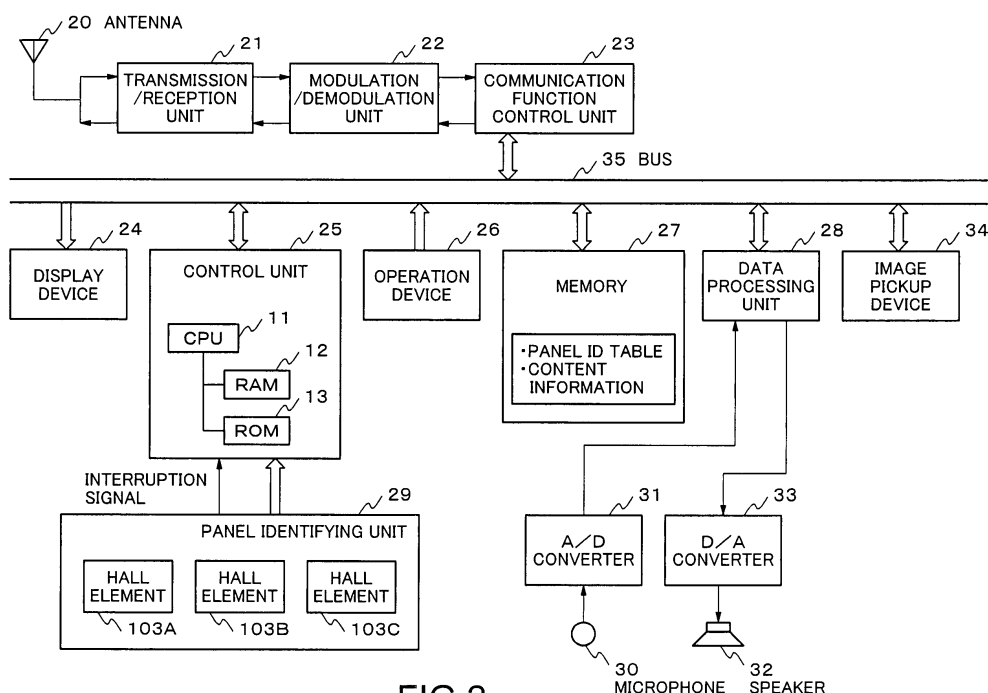 20 ANTENNA
21
22
23
TRANSMISSION
/RECEPTION
UNIT
MODULATION
/DEMODULATION
UNIT
COMMUNICATION
FUNCTION
CONTROL UNIT
35 BUS
24
25
26
27
28
34
DISPLAY
DEVICE
CONTROL UNIT
11
CPU
12
RAM
13
ROM
OPERATION
DEVICE
MEMORY
・PANEL ID TABLE
・CONTENT
INFORMATION
DATA
PROCESSING
UNIT
IMAGE
PICKUP
DEVICE
INTERRUPTION
SIGNAL
29
PANEL IDENTIFYING UNIT
HALL
ELEMENT
HALL
ELEMENT
HALL
ELEMENT
103A
103B
103C
31
33
A/D
CONVERTER
D/A
CONVERTER
30
MICROPHONE
32
SPEAKER